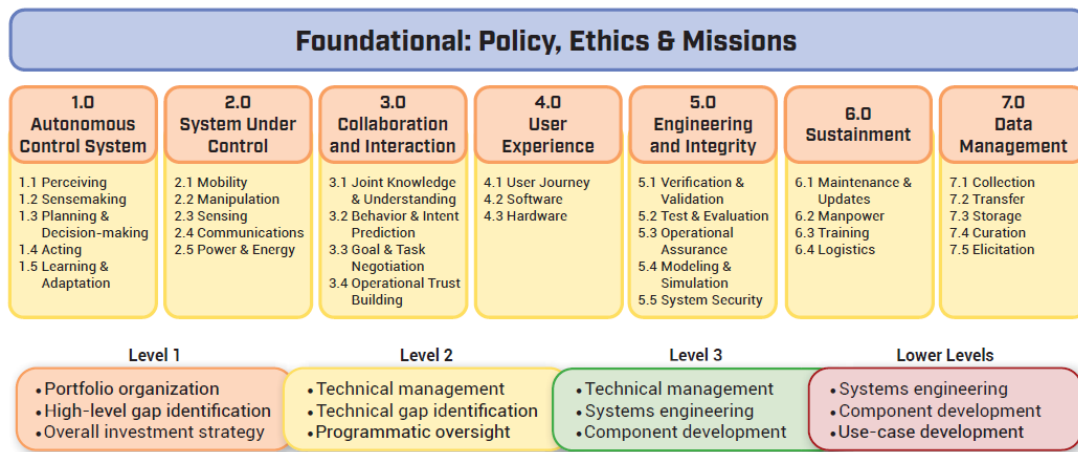 Foundational: Policy, Ethics & Missions
1.0
Autonomous
Control System
1.1 Perceiving
1.2 Sensemaking
1.3 Planning &
Decision-making
1.4 Acting
1.5 Learning &
Adaptation
2.0
System Under
Control
2.1 Mobility
2.2 Manipulation
2.3 Sensing
2.4 Communications
2.5 Power & Energy
3.0
Collaboration
and Interaction
3.1 Joint Knowledge
& Understanding
3.2 Behavior & Intent
Prediction
3.3 Goal & Task
Negotiation
3.4 Operational Trust
Building
4.0
User
Experience
4.1 User Journey
4.2 Software
4.3 Hardware
5.0
Engineering
and Integrity
5.1 Verification &
Validation
5.2 Test & Evaluation
5.3 Operational
Assurance
5.4 Modeling &
Simulation
5.5 System Security
6.0
Sustainment
6.1 Maintenance &
Updates
6.2 Manpower
6.3 Training
6.4 Logistics
7.0
Data
Management
7.1 Collection
7.2 Transfer
7.3 Storage
7.4 Curation
7.5 Elicitation
Level 1
• Portfolio organization
• High-level gap identification
• Overall investment strategy
Level 2
• Technical management
• Technical gap identification
• Programmatic oversight
Level 3
• Technical management
• Systems engineering
• Component development
Lower Levels
• Systems engineering
• Component development
• Use-case development